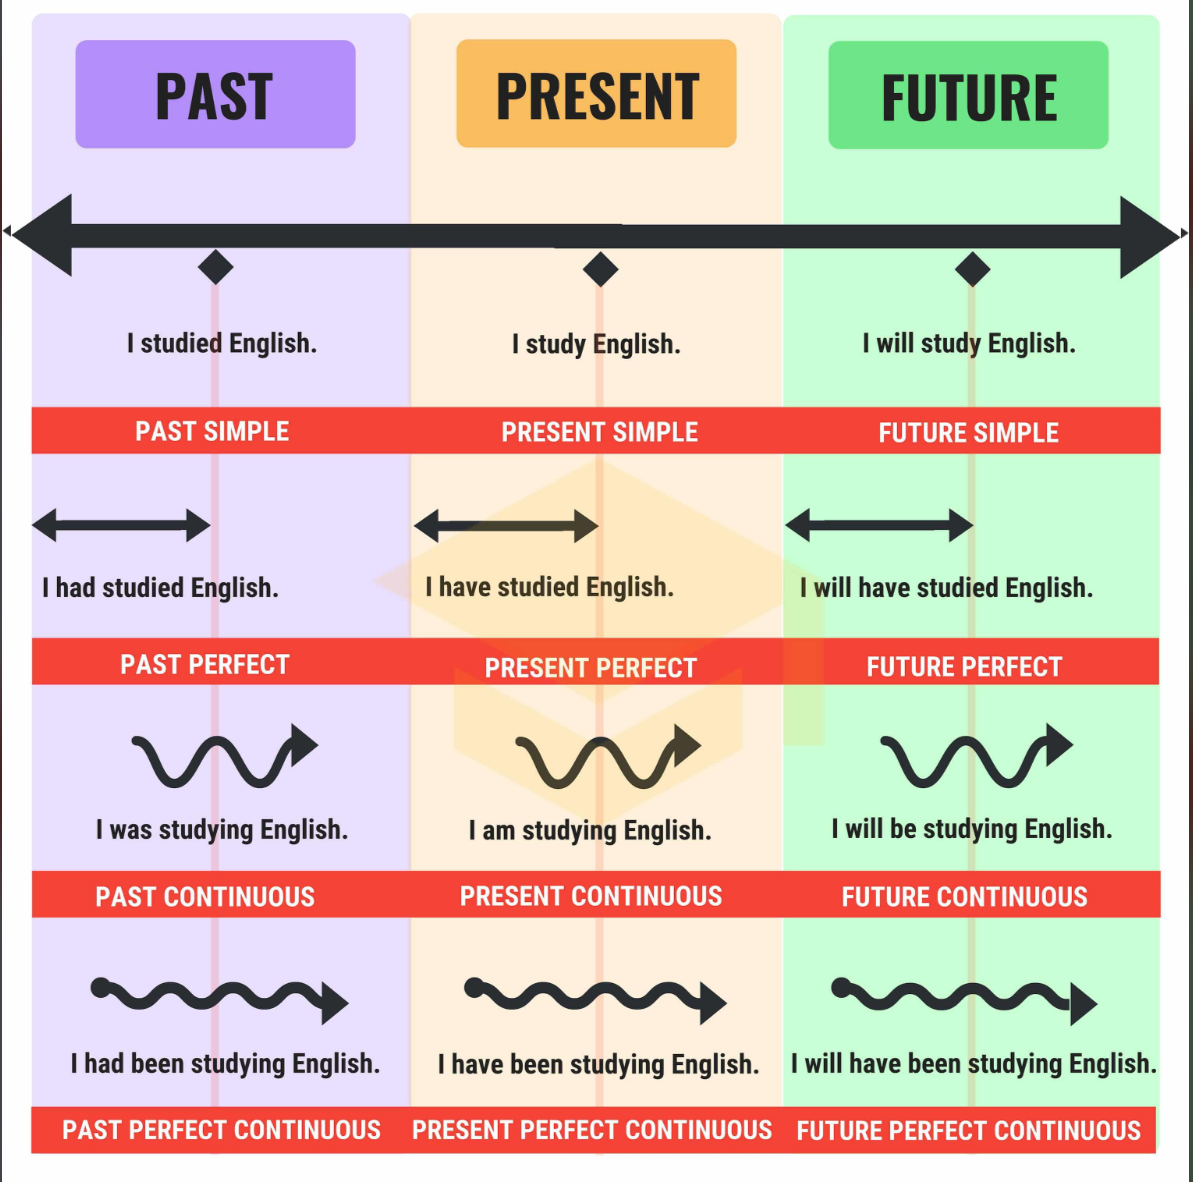 PAST
PRESENT
FUTURE
I studied English.
I study English.
I will study English.
PAST SIMPLE
PRESENT SIMPLE
FUTURE SIMPLE
I had studied English.
I have studied English.
I will have studied English.
PAST PERFECT
PRESENT PERFECT
FUTURE PERFECT
I was studying English.
I am studying English.
I will be studying English.
PAST CONTINUOUS
PRESENT CONTINUOUS
FUTURE CONTINUOUS
I had been studying English.
I have been studying English.
I will have been studying English.
PAST PERFECT CONTINUOUS
PRESENT PERFECT CONTINUOUS
FUTURE PERFECT CONTINUOUS